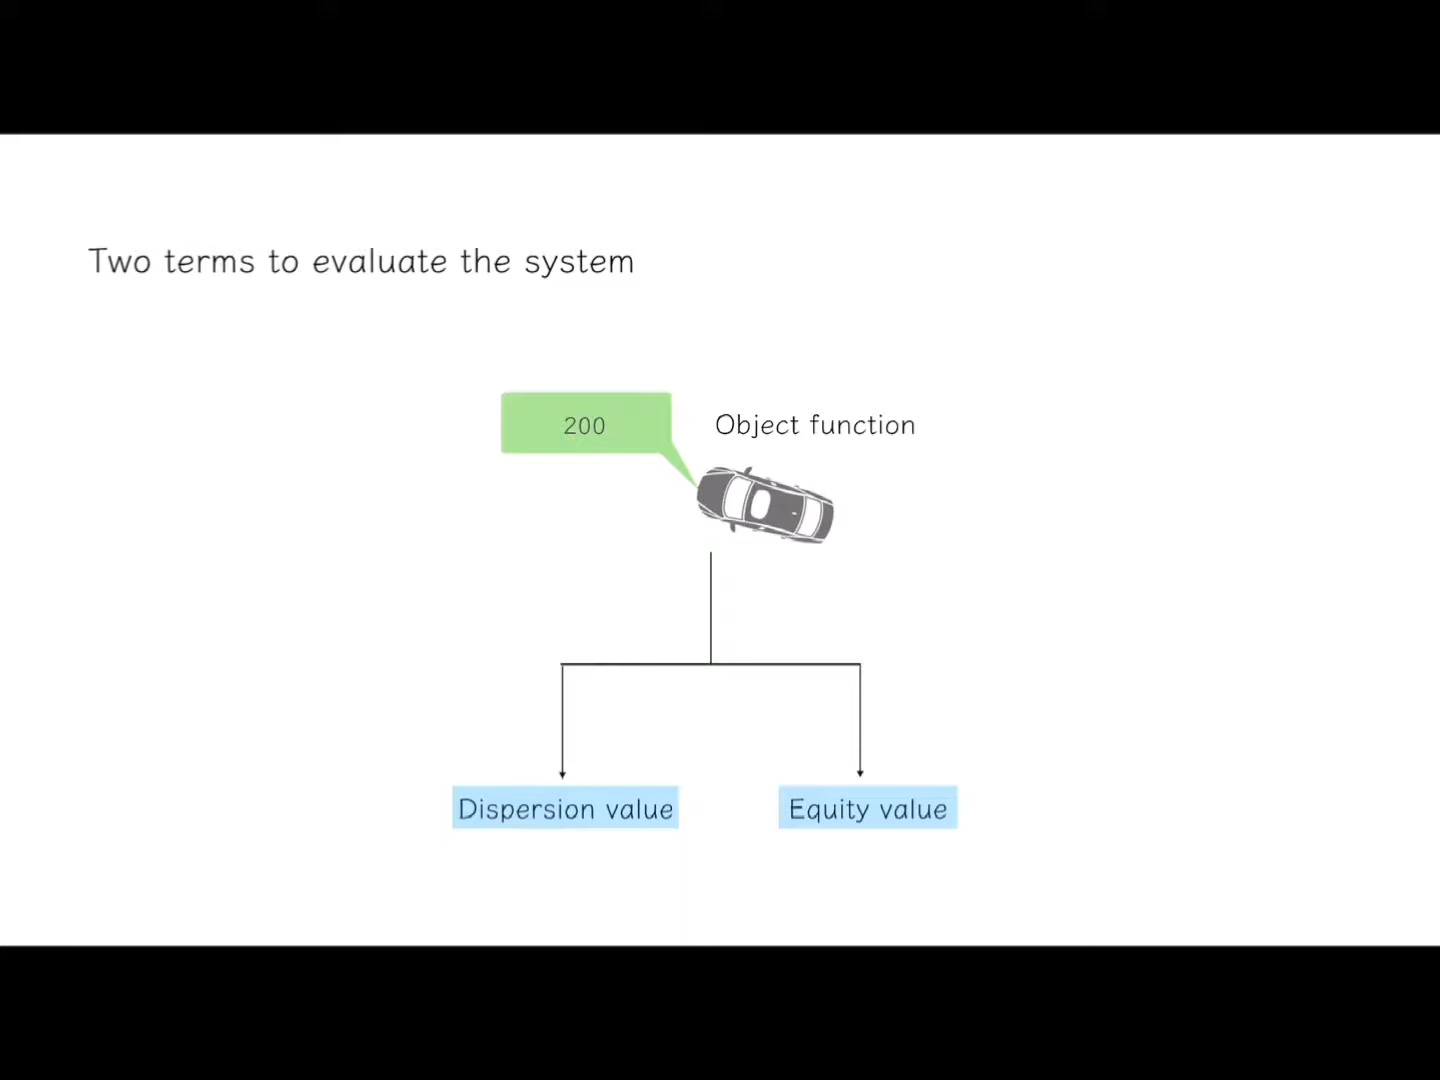 Two terms to evaluate the system
200
Object function
Dispersion value
Equity value